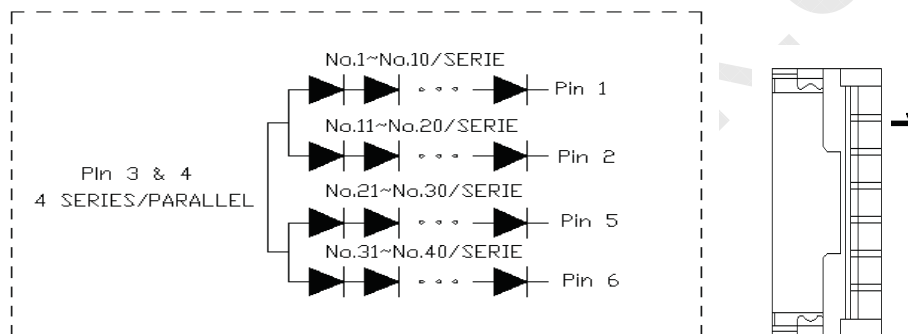 No.1~No.10/SERIE
Pin 1
No.11~No.20/SERIE
Pin 2
PIn 3 & 4
4 SERIES/PARALLEL
No.21~No.30/SERIE
Pin 5
No.31~No.40/SERIE
Pin 6